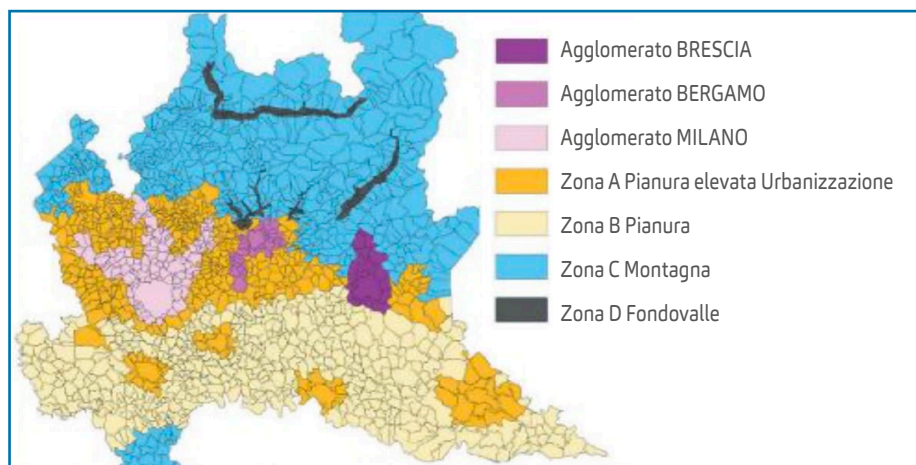 Agglomerato BRESCIA
Agglomerato BERGAMO
Agglomerato MILANO
Zona A Pianura elevata Urbanizzazione
Zona B Pianura
Zona C Montagna
Zona D Fondovalle